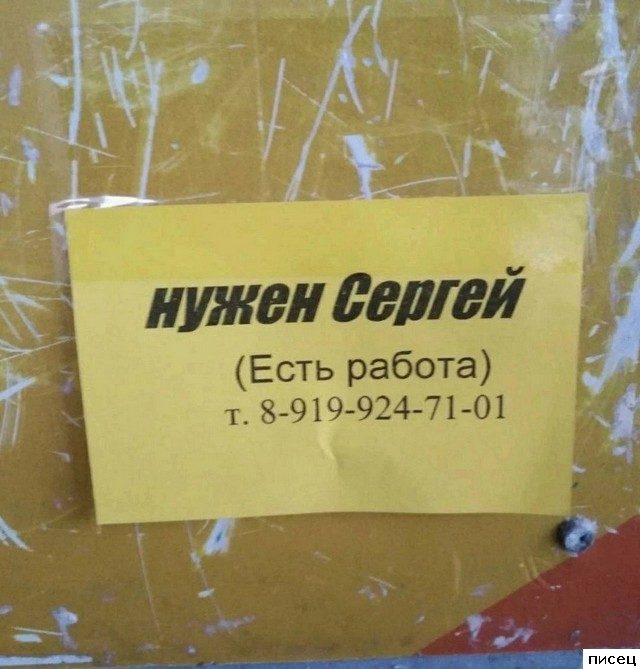 нужен Сергей
(Есть работа)
т. 8-919-924-71-01
писец